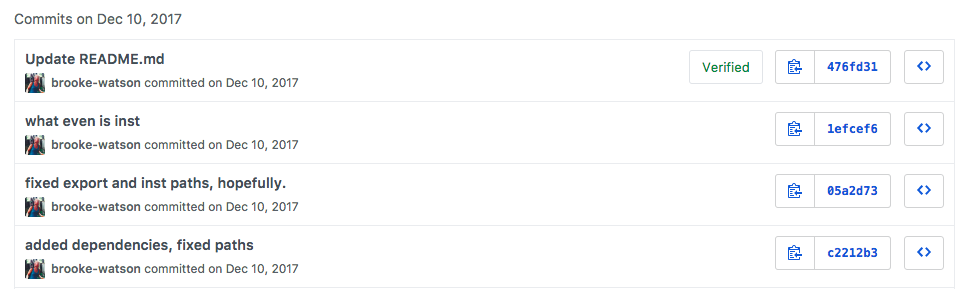 Commits on Dec 10, 2017
Update README.md
brooke-watson committed on Dec 10, 2017
Verified
476fd31
what even is inst
brooke-watson committed on Dec 10, 2017
1efcef6
fixed export and inst paths, hopefully.
brooke-watson committed on Dec 10, 2017
05a2d73
added dependencies, fixed paths
brooke-watson committed on Dec 10, 2017
c2212b3